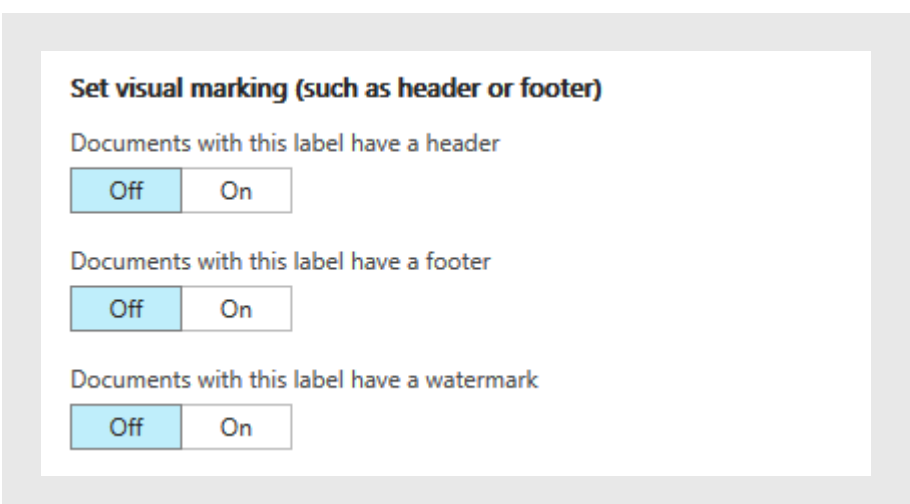 Set visual marking (such as header or footer)
Documents with this label have a header
Off On
Documents with this label have a footer
Off On
Documents with this label have a watermark
Off On